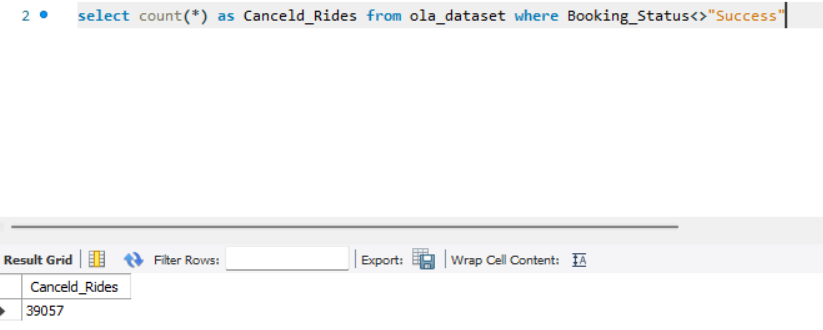 2 select count(*) as Canceld_Rides from ola_dataset where Booking_Status<>"Success"
Result Grid Filter Rows: Export: Wrap Cell Content: IA
Canceld_Rides
39057